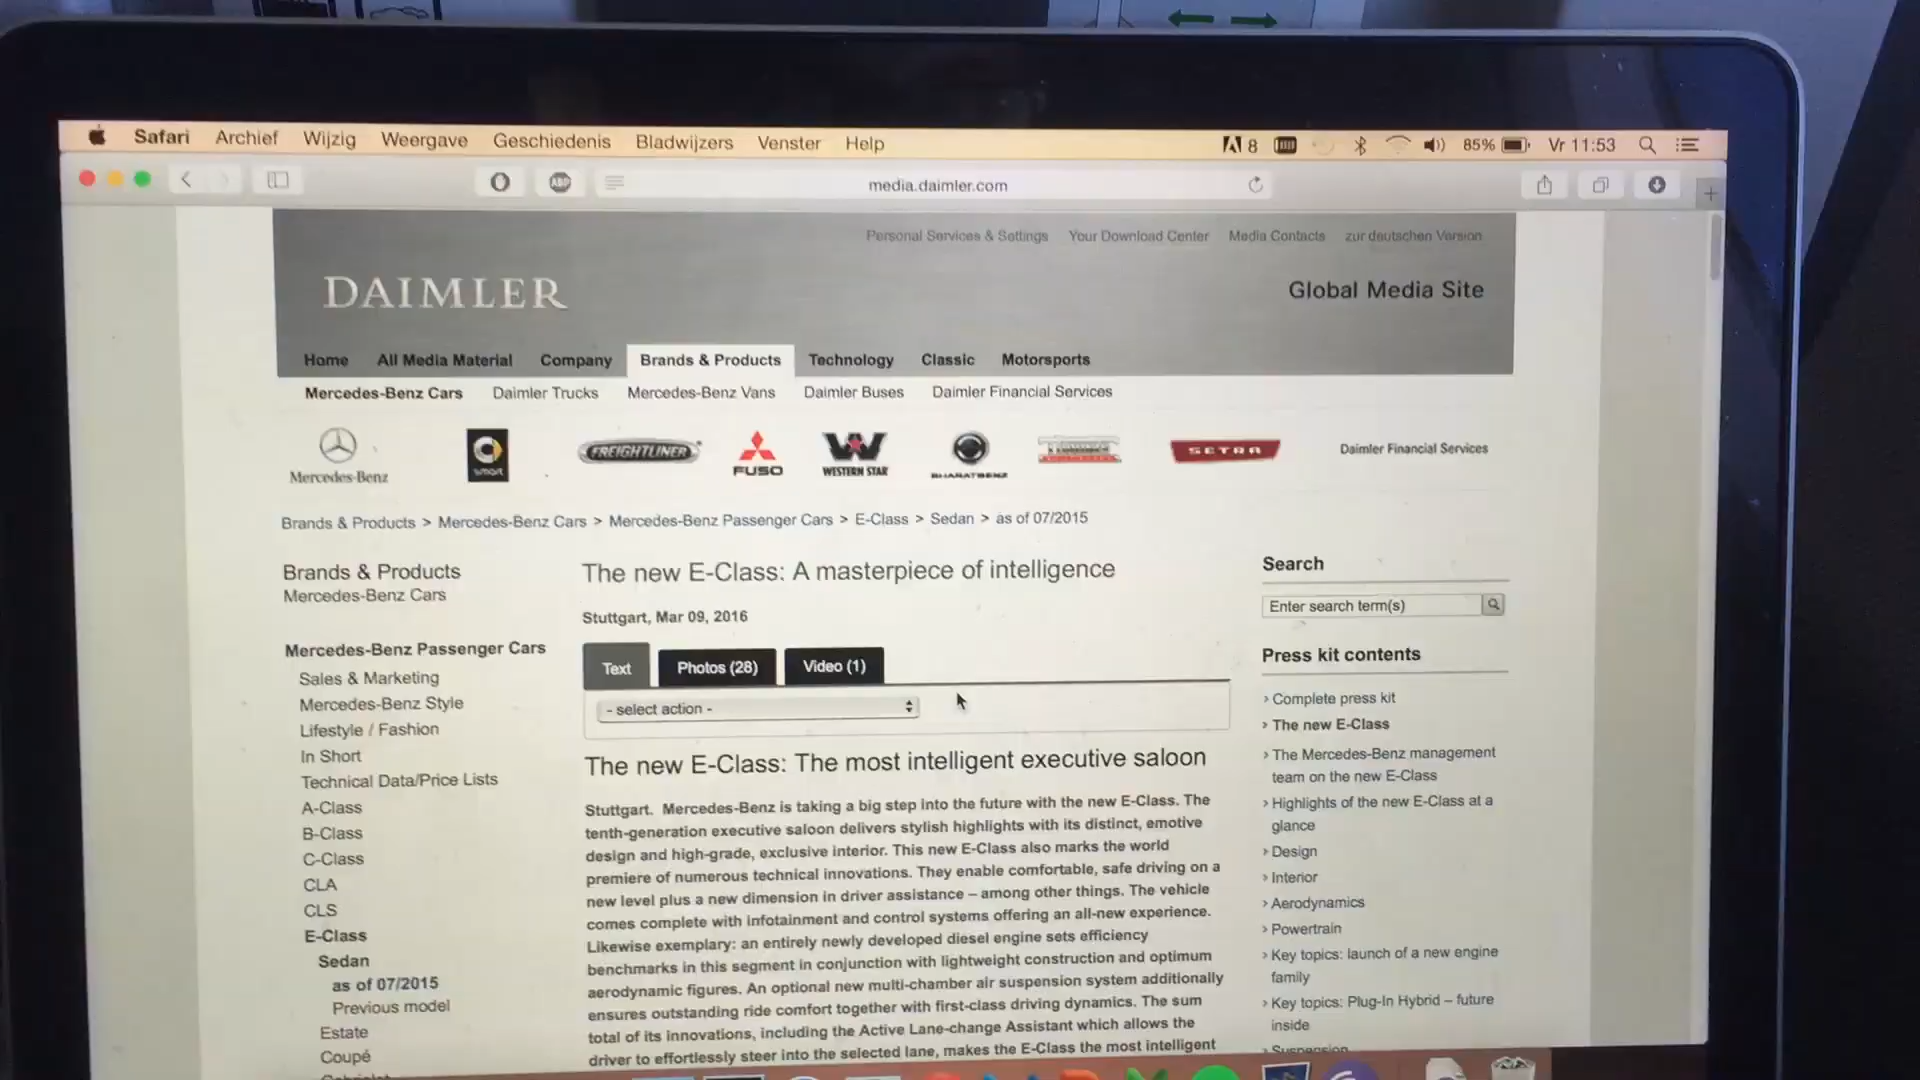 Safari Archief Wijzig Weergave Geschiedenis Bladwijzers Venster Help 8 85% Vr 11:53
ABP media.daimler.com
Personal Services & Settings Your Download Center Media Contacts zur deutschen Version
DAIMLER Global Media Site
Home All Media Material Company Brands & Products Technology Classic Motorsports
Mercedes-Benz Cars Daimler Trucks Mercedes-Benz Vans Daimler Buses Daimler Financial Services
Mercedes-Benz smart FREIGHTLINER FUSO WESTERN STAR BHARATBENZ SETRA Daimler Financial Services
Brands & Products > Mercedes-Benz Cars > Mercedes-Benz Passenger Cars > E-Class > Sedan > as of 07/2015
Brands & Products
Mercedes-Benz Cars
Mercedes-Benz Passenger Cars
Sales & Marketing
Mercedes-Benz Style
Lifestyle / Fashion
In Short
Technical Data/Price Lists
A-Class
B-Class
C-Class
CLA
CLS
E-Class
Sedan
as of 07/2015
Previous model
Estate
Coupé
The new E-Class: A masterpiece of intelligence
Stuttgart, Mar 09, 2016
Text Photos (28) Video (1)
- select action -
The new E-Class: The most intelligent executive saloon
Stuttgart. Mercedes-Benz is taking a big step into the future with the new E-Class. The
tenth-generation executive saloon delivers stylish highlights with its distinct, emotive
design and high-grade, exclusive interior. This new E-Class also marks the world
premiere of numerous technical innovations. They enable comfortable, safe driving on a
new level plus a new dimension in driver assistance – among other things. The vehicle
comes complete with infotainment and control systems offering an all-new experience.
Likewise exemplary: an entirely newly developed diesel engine sets efficiency
benchmarks in this segment in conjunction with lightweight construction and optimum
aerodynamic figures. An optional new multi-chamber air suspension system additionally
ensures outstanding ride comfort together with first-class driving dynamics. The sum
total of its innovations, including the Active Lane-change Assistant which allows the
driver to effortlessly steer into the selected lane, makes the E-Class the most intelligent
Search
Enter search term(s)
Press kit contents
› Complete press kit
› The new E-Class
› The Mercedes-Benz management
team on the new E-Class
› Highlights of the new E-Class at a
glance
› Design
› Interior
› Aerodynamics
› Powertrain
› Key topics: launch of a new engine
family
› Key topics: Plug-In Hybrid – future
inside
› Suspension